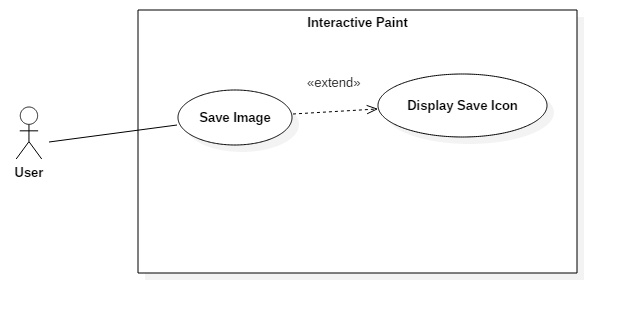 Interactive Paint
«extend»
Save Image
Display Save Icon
User